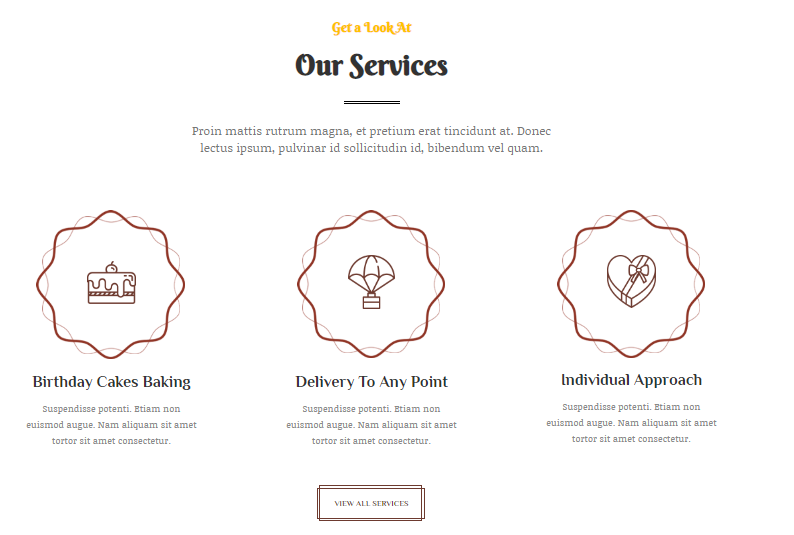 Get a Look At
Our Services
Proin mattis rutrum magna, et pretium erat tincidunt at. Donec
lectus ipsum, pulvinar id sollicitudin id, bibendum vel quam.
Birthday Cakes Baking
Suspendisse potenti. Etiam non
euismod augue. Nam aliquam sit amet
tortor sit amet consectetur.
Delivery To Any Point
Suspendisse potenti. Etiam non
euismod augue. Nam aliquam sit amet
tortor sit amet consectetur.
Individual Approach
Suspendisse potenti. Etiam non
euismod augue. Nam aliquam sit amet
tortor sit amet consectetur.
VIEW ALL SERVICES